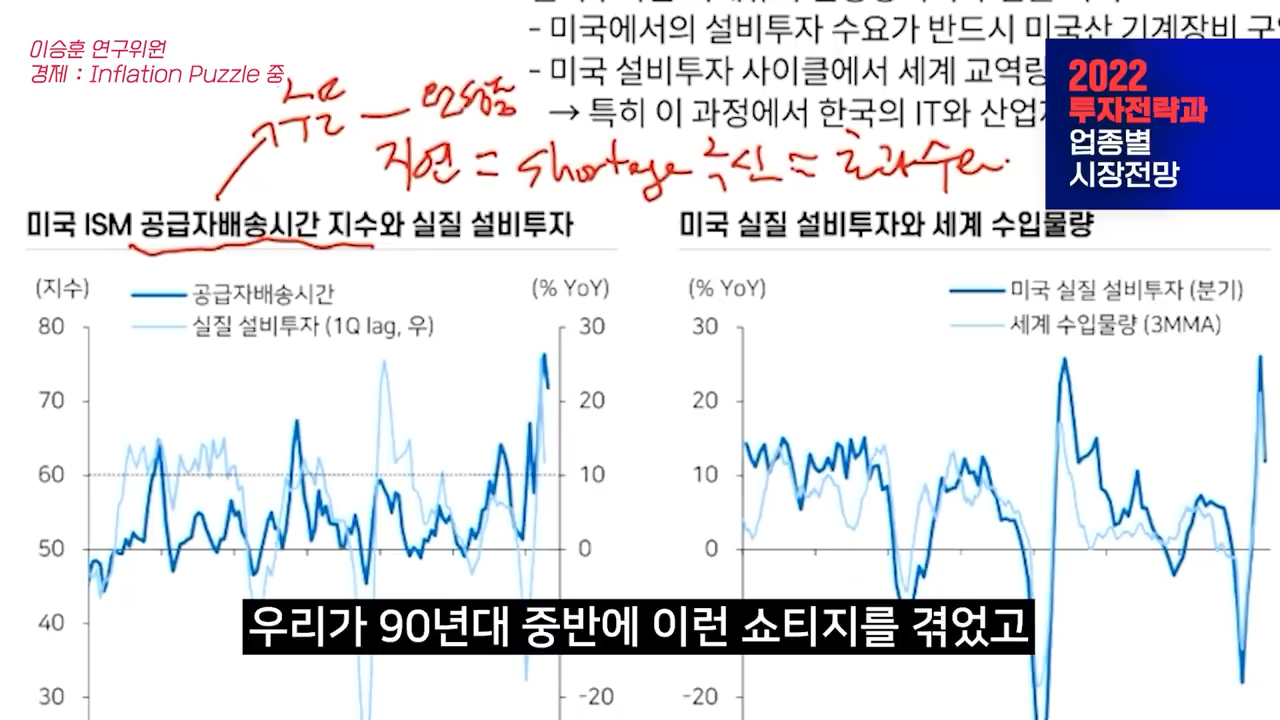 이승훈 연구위원
경제 : Inflation Puzzle 중
- 미국에서의 설비투자 수요가 반드시 미국산 기계장비
- 미국 설비투자 사이클에서 세계 교역량
→ 특히 이 과정에서 한국의 IT와
2022
투자전략과
업종별
시장전망
지연 = shortage 극심 = 초과수요.
미국 ISM 공급자배송시간 지수와 실질 설비투자
(지수)
공급자배송시간
실질 설비투자 (1Q lag, 우)
(% YoY)
80
70
60
50
40
30
30
20
10
0
-20
미국 실질 설비투자와 세계 수입물량
(% YoY)
미국 실질 설비투자 (분기)
세계 수입물량 (3MMA)
30
20
10
0
-20
우리가 90년대 중반에 이런 쇼티지를 겪었고